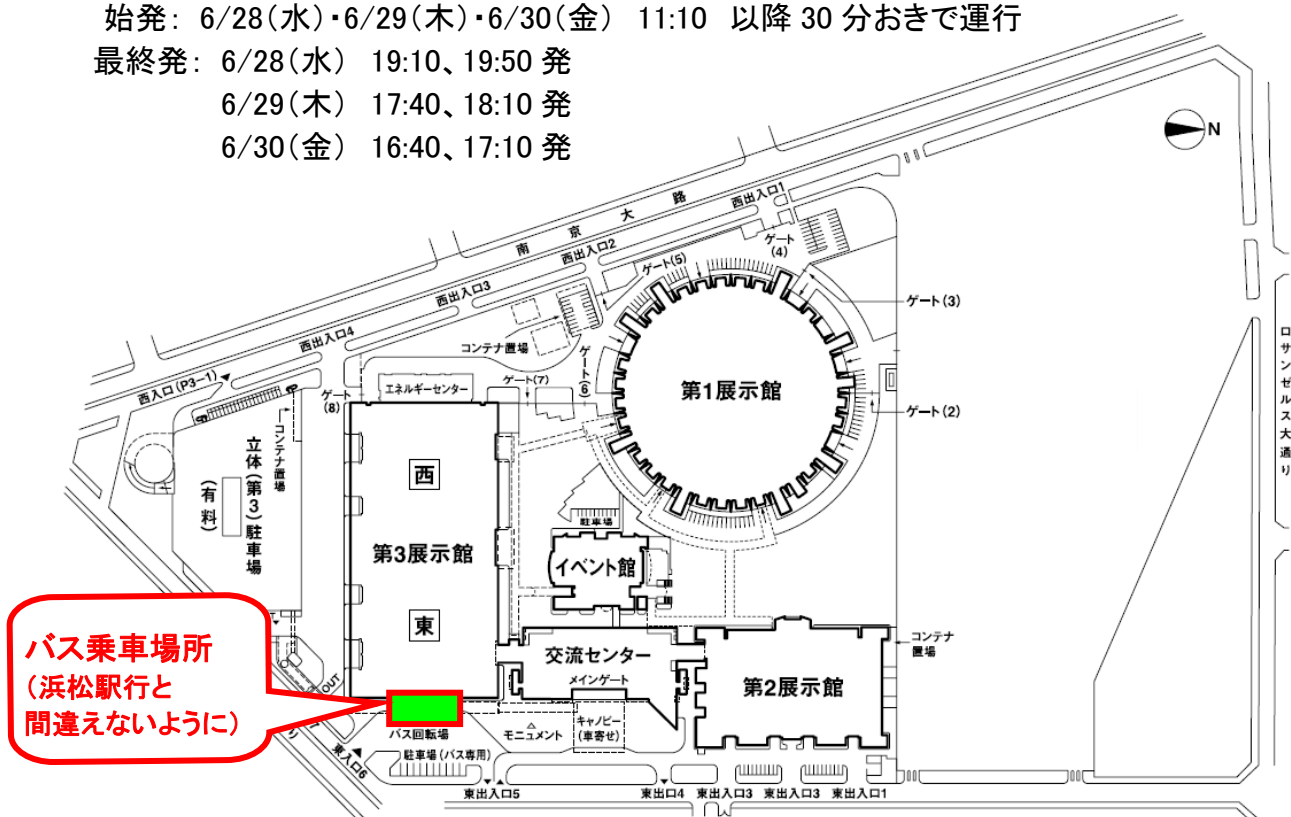 始発： 6/28（水）・6/29（木）・6/30（金） 11:10 以降 30 分おきで運行
最終発： 6/28（水） 19:10、19:50 発
6/29（木） 17:40、18:10 発
6/30（金） 16:40、17:10 発
N
南京大路
西出入口1
西出入口2
西出入口3
西出入口4
西入口（P3−1）
ゲート（4）
ゲート（5）
ゲート（3）
ゲート（2）
ゲート（6）
ゲート（7）
ゲート（8）
コンテナ置場
エネルギーセンター
コンテナ置場
立体（第3）駐車場
（有料）
第1展示館
ロサンゼルス大通り
西
第3展示館
東
駐車場
イベント館
交流センター
メインゲート
第2展示館
コンテナ
置場
バス乗車場所
（浜松駅行と
間違えないように）
OUT
バス回転場
モニュメント
キャノピー
（車寄せ）
駐車場（バス専用）
東入口6
東出入口5
東出口4
東出入口3
東出入口3
東出入口1